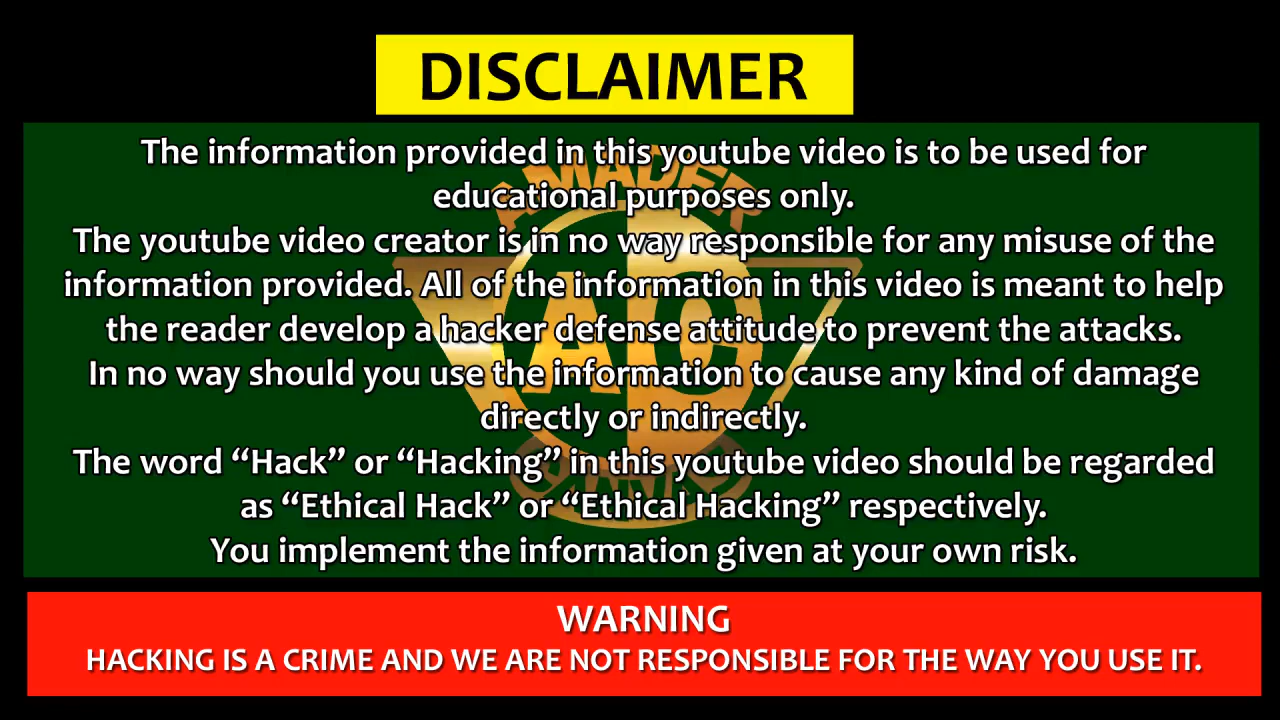 DISCLAIMER
The information provided in this youtube video is to be used for
educational purposes only.
The youtube video creator is in no way responsible for any misuse of the
information provided. All of the information in this video is meant to help
the reader develop a hacker defense attitude to prevent the attacks.
In no way should you use the information to cause any kind of damage
directly or indirectly.
The word “Hack” or “Hacking” in this youtube video should be regarded
as “Ethical Hack” or “Ethical Hacking” respectively.
You implement the information given at your own risk.
AMADER
AC
WARNING
HACKING IS A CRIME AND WE ARE NOT RESPONSIBLE FOR THE WAY YOU USE IT.